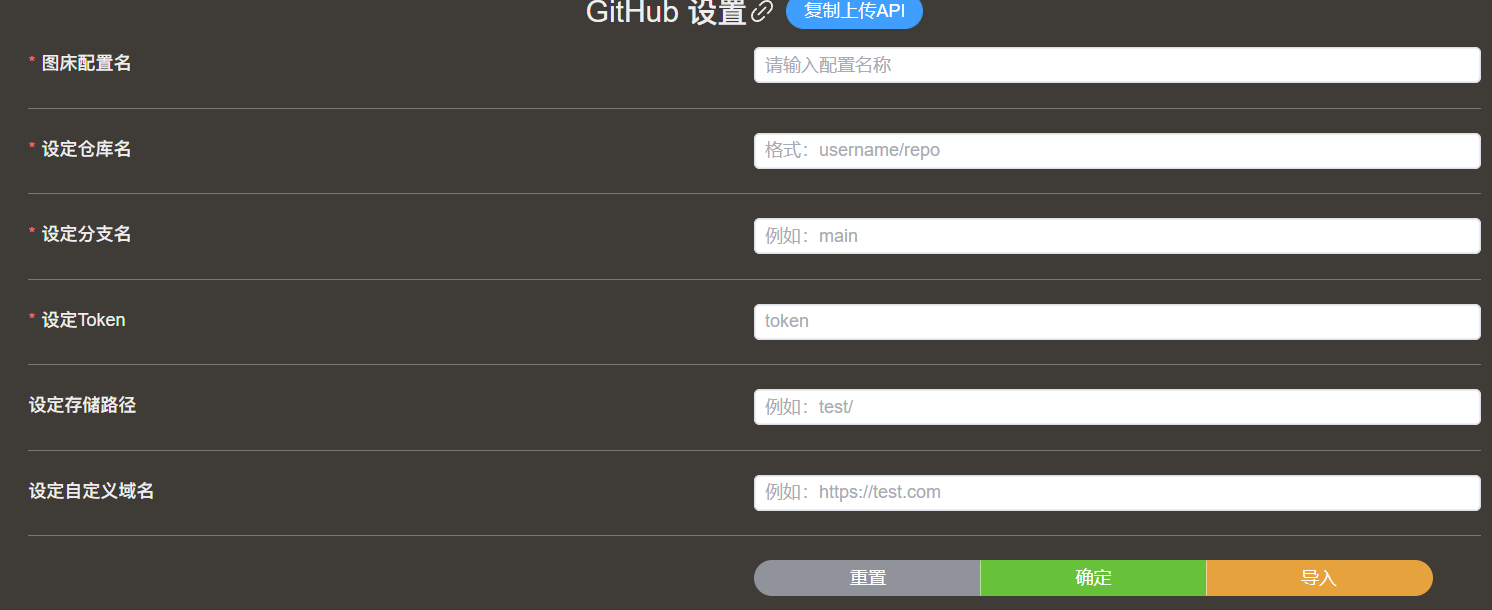 GitHub 设置 复制上传API
* 图床配置名 请输入配置名称
* 设定仓库名 格式：username/repo
* 设定分支名 例如：main
* 设定Token token
设定存储路径 例如：test/
设定自定义域名 例如：https://test.com
重置 确定 导入